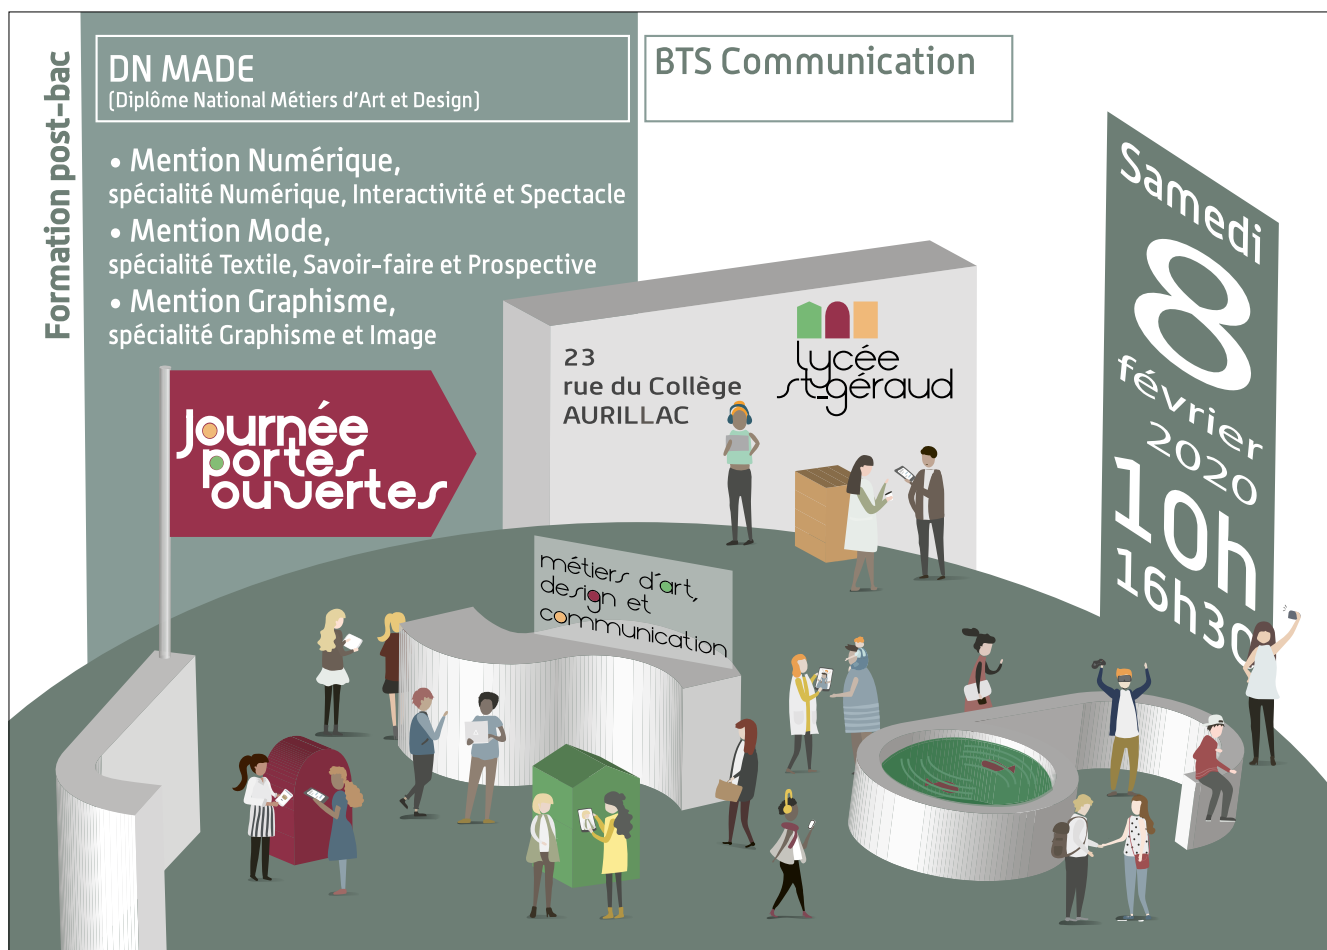 Formation post-bac
DN MADE
(Diplôme National Métiers d'Art et Design)
• Mention Numérique,
spécialité Numérique, Interactivité et Spectacle
• Mention Mode,
spécialité Textile, Savoir-faire et Prospective
• Mention Graphisme,
spécialité Graphisme et Image
BTS Communication
Samedi
8
février
2020
10h
16h30
23
rue du Collège
AURILLAC
lycée
st-géraud
Journée
portes
ouvertes
métiers d'art,
design et
communication